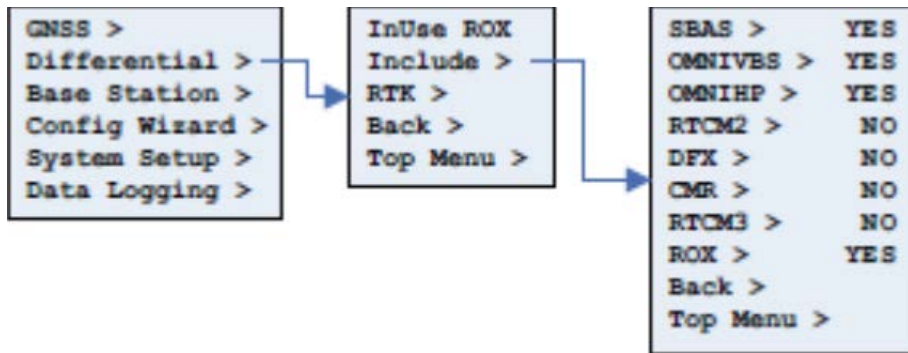 GNSS >
Differential >
Base Station >
Config Wizard >
System Setup >
Data Logging >
InUse ROX
Include >
RTK >
Back >
Top Menu >
SBAS > YES
OMNIVBS > YES
OMNIHP > YES
RTCM2 > NO
DFX > NO
CMR > NO
RTCM3 > NO
ROX > YES
Back >
Top Menu >